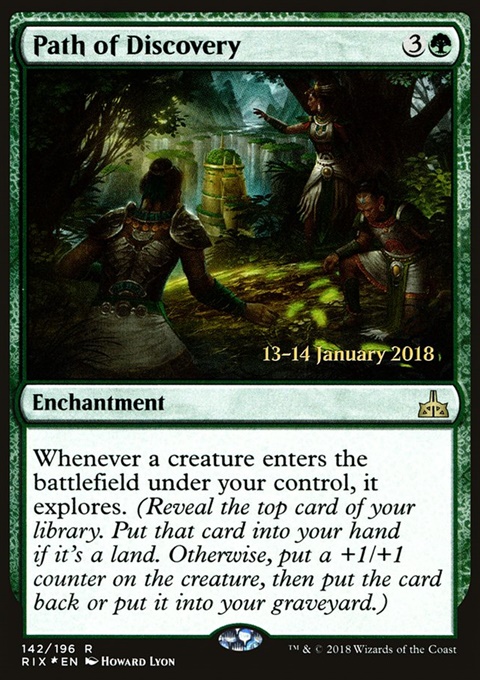 Path of Discovery 3
13–14 January 2018
Enchantment
Whenever a creature enters the
battlefield under your control, it
explores. (Reveal the top card of your
library. Put that card into your hand
if it's a land. Otherwise, put a +1/+1
counter on the creature, then put the card
back or put it into your graveyard.)
142/196 R
RIX★EN Howard Lyon
™ & © 2018 Wizards of the Coast